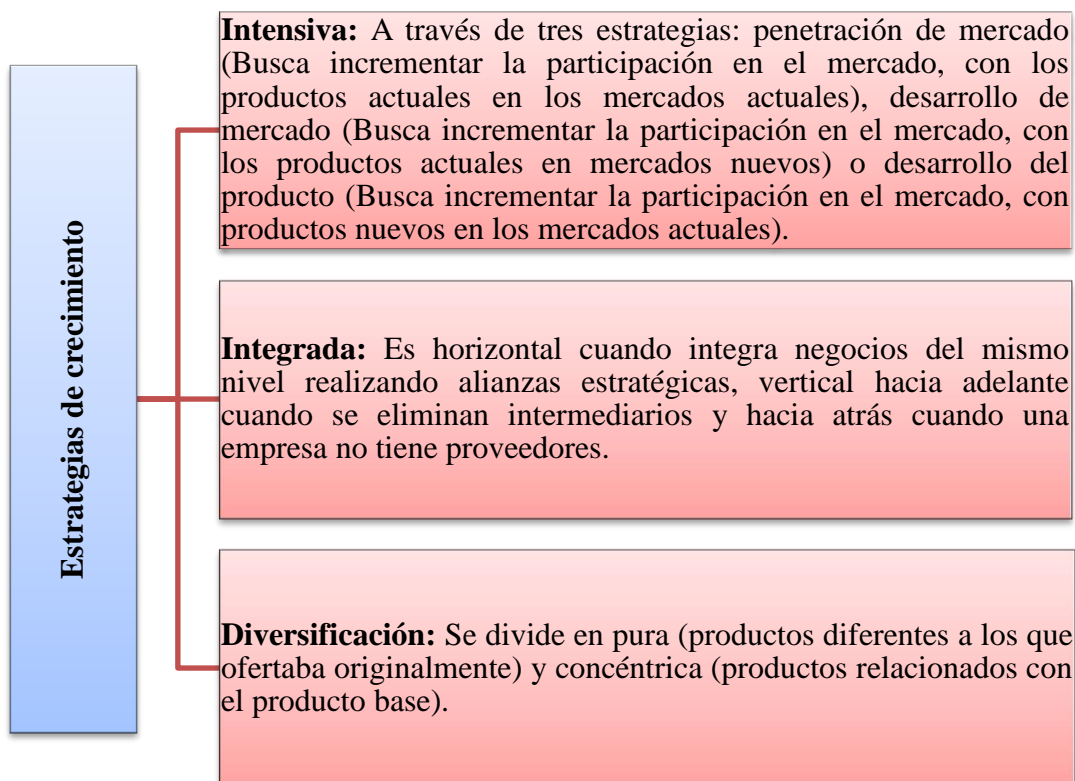 Estrategias de crecimiento
Intensiva: A través de tres estrategias: penetración de mercado
(Busca incrementar la participación en el mercado, con los
productos actuales en los mercados actuales), desarrollo de
mercado (Busca incrementar la participación en el mercado, con
los productos actuales en mercados nuevos) o desarrollo del
producto (Busca incrementar la participación en el mercado, con
productos nuevos en los mercados actuales).
Integrada: Es horizontal cuando integra negocios del mismo
nivel realizando alianzas estratégicas, vertical hacia adelante
cuando se eliminan intermediarios y hacia atrás cuando una
empresa no tiene proveedores.
Diversificación: Se divide en pura (productos diferentes a los que
ofertaba originalmente) y concéntrica (productos relacionados con
el producto base).